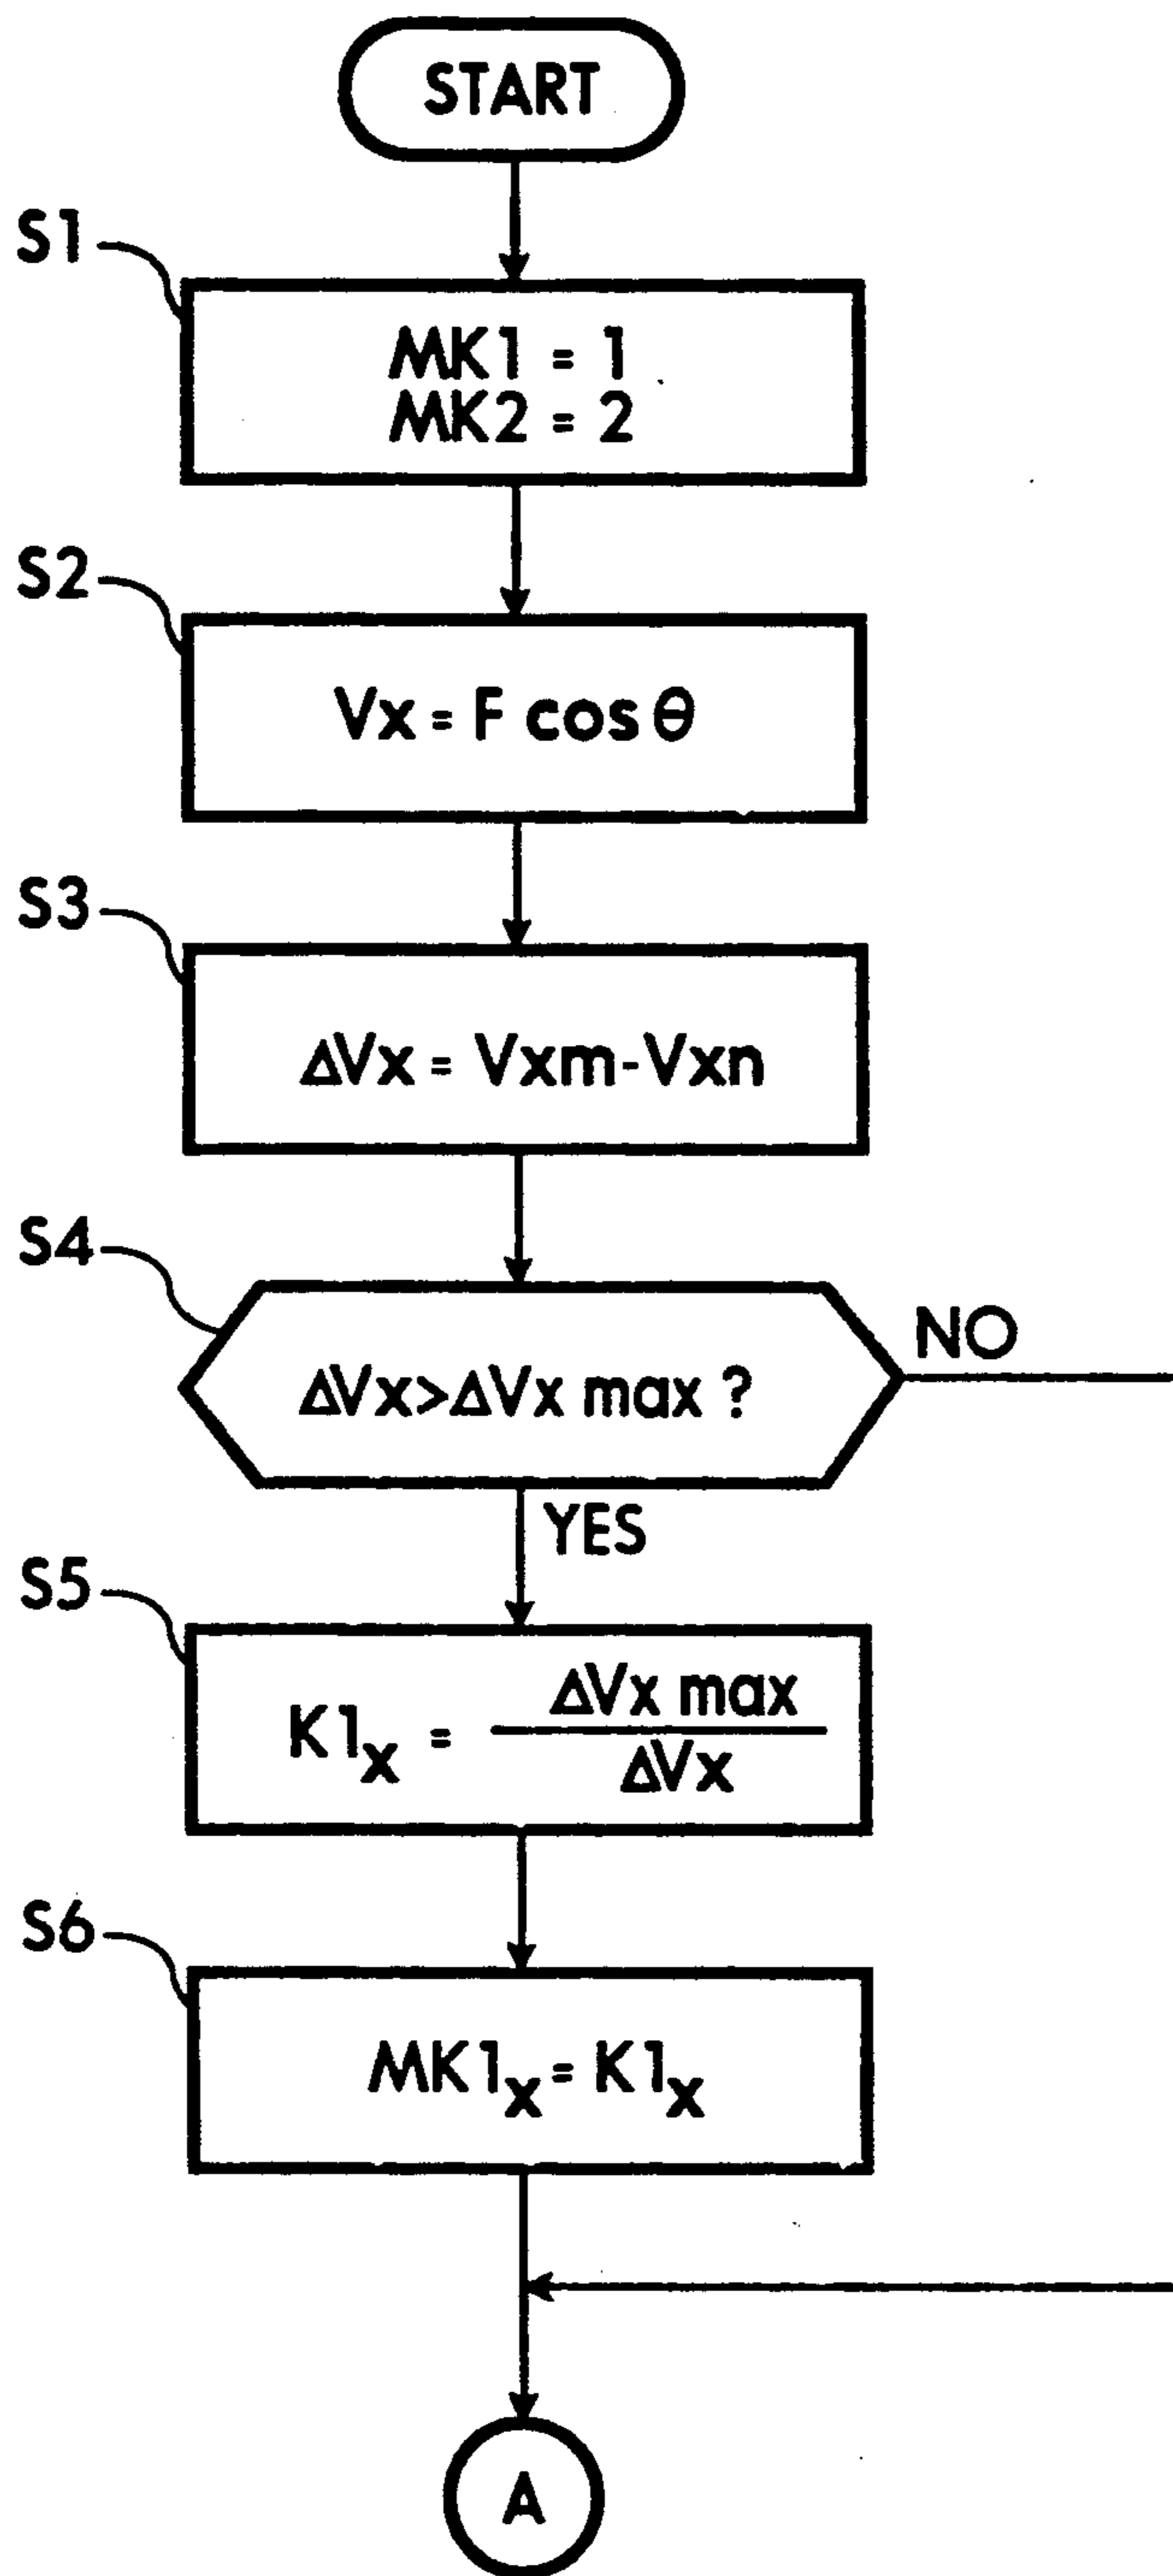 START
S1
MK1 = 1
MK2 = 2
S2
Vx = F cos θ
S3
ΔVx = Vxm-Vxn
S4
ΔVx>ΔVx max ?
NO
YES
S5
K1x = ΔVx max
ΔVx
S6
MK1x = K1x
A